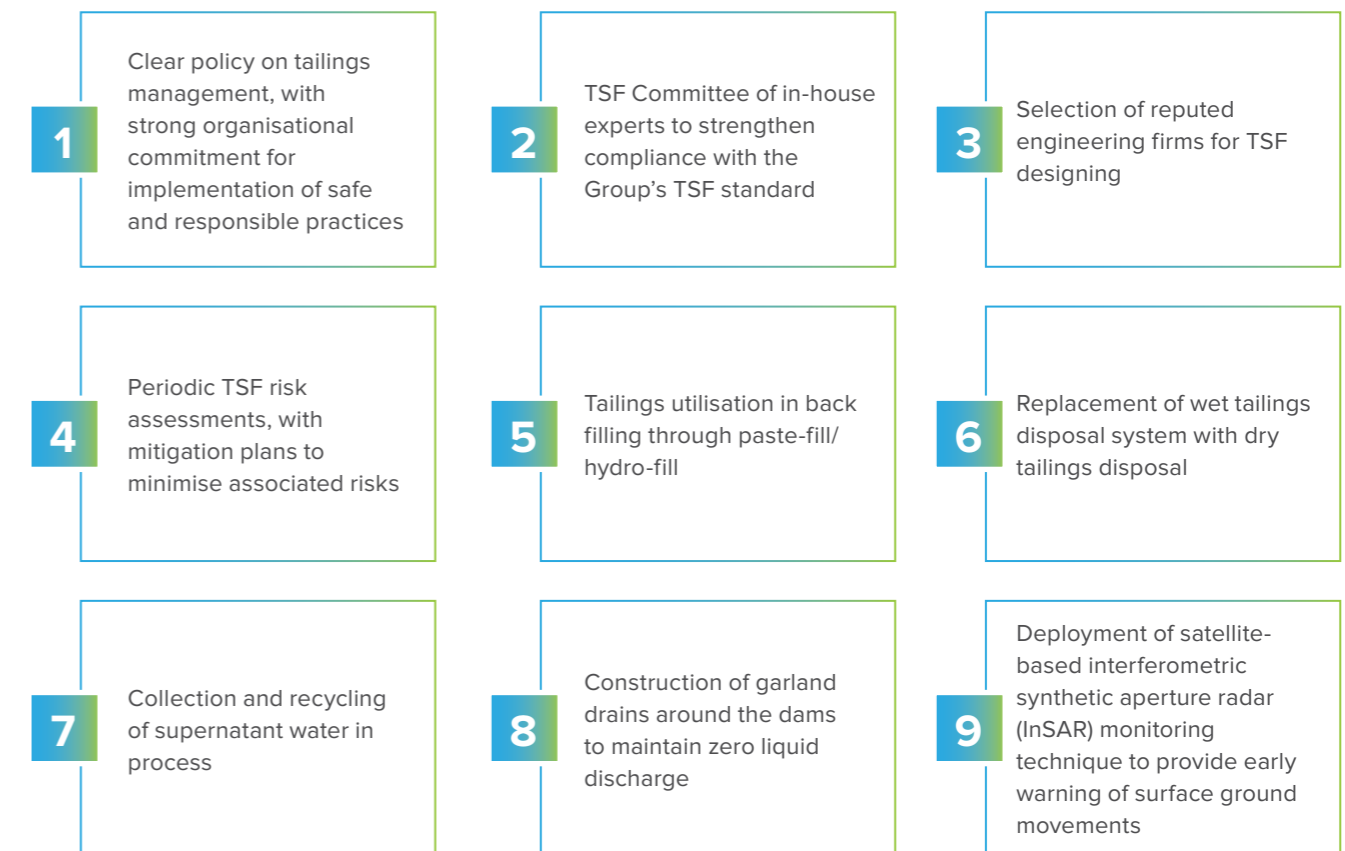 1
Clear policy on tailings
management, with
strong organisational
commitment for
implementation of safe
and responsible practices
2
TSF Committee of in-house
experts to strengthen
compliance with the
Group’s TSF standard
3
Selection of reputed
engineering firms for TSF
designing
4
Periodic TSF risk
assessments, with
mitigation plans to
minimise associated risks
5
Tailings utilisation in back
filling through paste-fill/
hydro-fill
6
Replacement of wet tailings
disposal system with dry
tailings disposal
7
Collection and recycling
of supernatant water in
process
8
Construction of garland
drains around the dams
to maintain zero liquid
discharge
9
Deployment of satellite-
based interferometric
synthetic aperture radar
(InSAR) monitoring
technique to provide early
warning of surface ground
movements